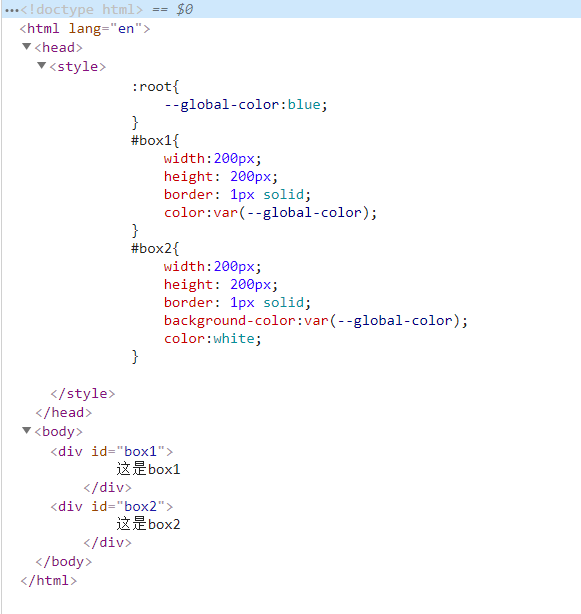 …<!doctype html> == $0
<html lang="en">
▼<head>
▼<style>
:root{
--global-color:blue;
}
#box1{
width:200px;
height: 200px;
border: 1px solid;
color:var(--global-color);
}
#box2{
width:200px;
height: 200px;
border: 1px solid;
background-color:var(--global-color);
color:white;
}
</style>
</head>
▼<body>
<div id="box1">
这是box1
</div>
<div id="box2">
这是box2
</div>
</body>
</html>